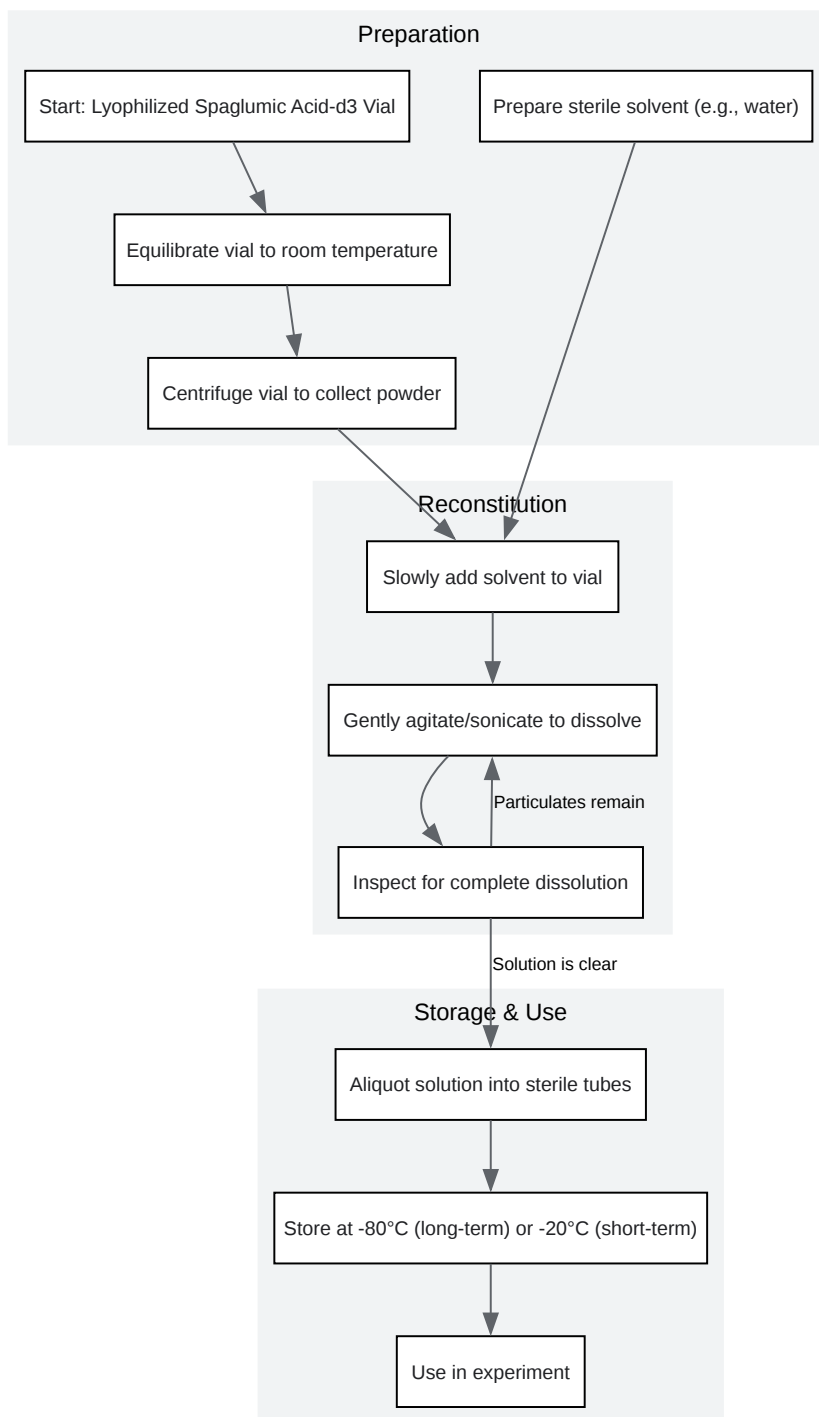 Preparation
Start: Lyophilized Spaglumic Acid-d3 Vial
Prepare sterile solvent (e.g., water)
Equilibrate vial to room temperature
Centrifuge vial to collect powder
Reconstitution
Slowly add solvent to vial
Gently agitate/sonicate to dissolve
Particulates remain
Inspect for complete dissolution
Solution is clear
Storage & Use
Aliquot solution into sterile tubes
Store at -80°C (long-term) or -20°C (short-term)
Use in experiment